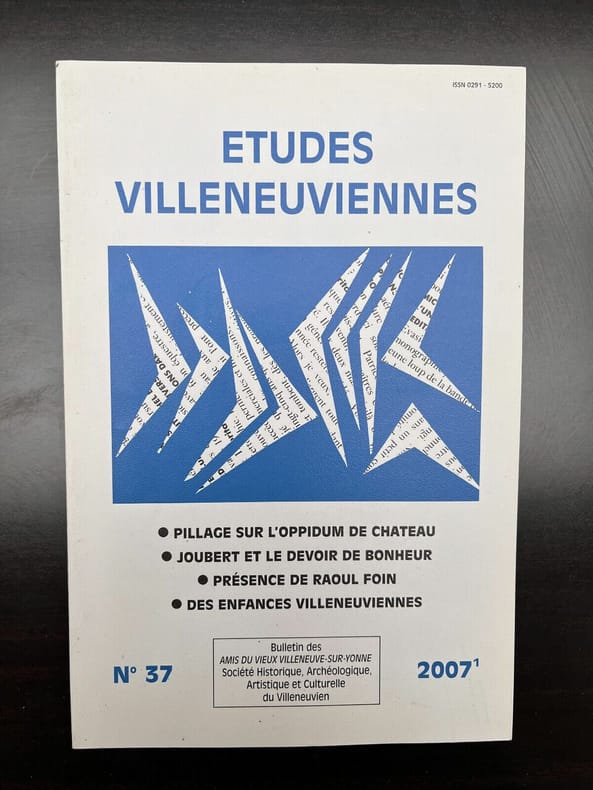 ISSN 0291 - 5200
ETUDES
VILLENEUVIENNES
● PILLAGE SUR L'OPPIDUM DE CHATEAU
● JOUBERT ET LE DEVOIR DE BONHEUR
● PRÉSENCE DE RAOUL FOIN
● DES ENFANCES VILLENEUVIENNES
N° 37
Bulletin des
AMIS DU VIEUX VILLENEUVE-SUR-YONNE
Société Historique, Archéologique,
Artistique et Culturelle
du Villeneuvien
2007¹